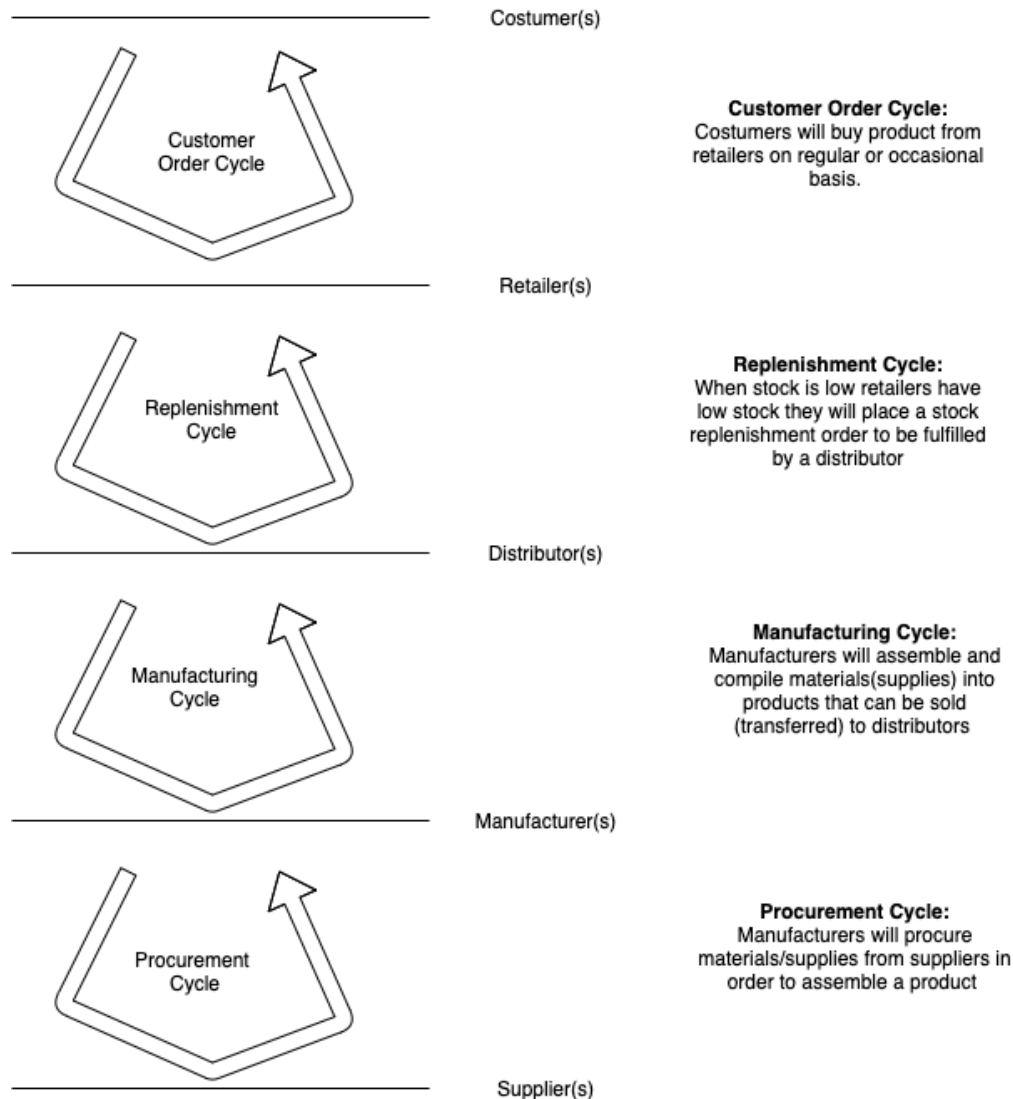 Costumer(s)
Customer
Order Cycle
Customer Order Cycle:
Costumers will buy product from
retailers on regular or occasional
basis.
Retailer(s)
Replenishment
Cycle
Replenishment Cycle:
When stock is low retailers have
low stock they will place a stock
replenishment order to be fulfilled
by a distributor
Distributor(s)
Manufacturing
Cycle
Manufacturing Cycle:
Manufacturers will assemble and
compile materials(supplies) into
products that can be sold
(transferred) to distributors
Manufacturer(s)
Procurement
Cycle
Procurement Cycle:
Manufacturers will procure
materials/supplies from suppliers in
order to assemble a product
Supplier(s)